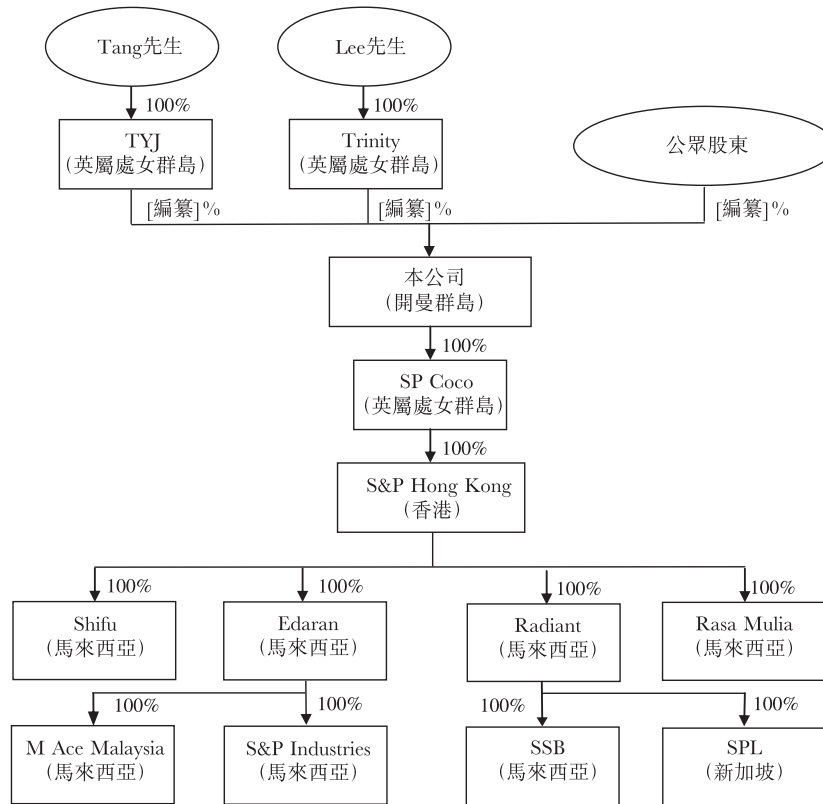 Tang先生
Lee先生
100%
100%
TYJ
(英屬處女群島)
Trinity
(英屬處女群島)
公眾股東
[編纂]%
[編纂]%
[編纂]%
本公司
(開曼群島)
100%
SP Coco
(英屬處女群島)
100%
S&P Hong Kong
(香港)
100%
100%
100%
100%
Shifu
(馬來西亞)
Edaran
(馬來西亞)
Radiant
(馬來西亞)
Rasa Mulia
(馬來西亞)
100%
100%
100%
100%
M Ace Malaysia
(馬來西亞)
S&P Industries
(馬來西亞)
SSB
(馬來西亞)
SPL
(新加坡)